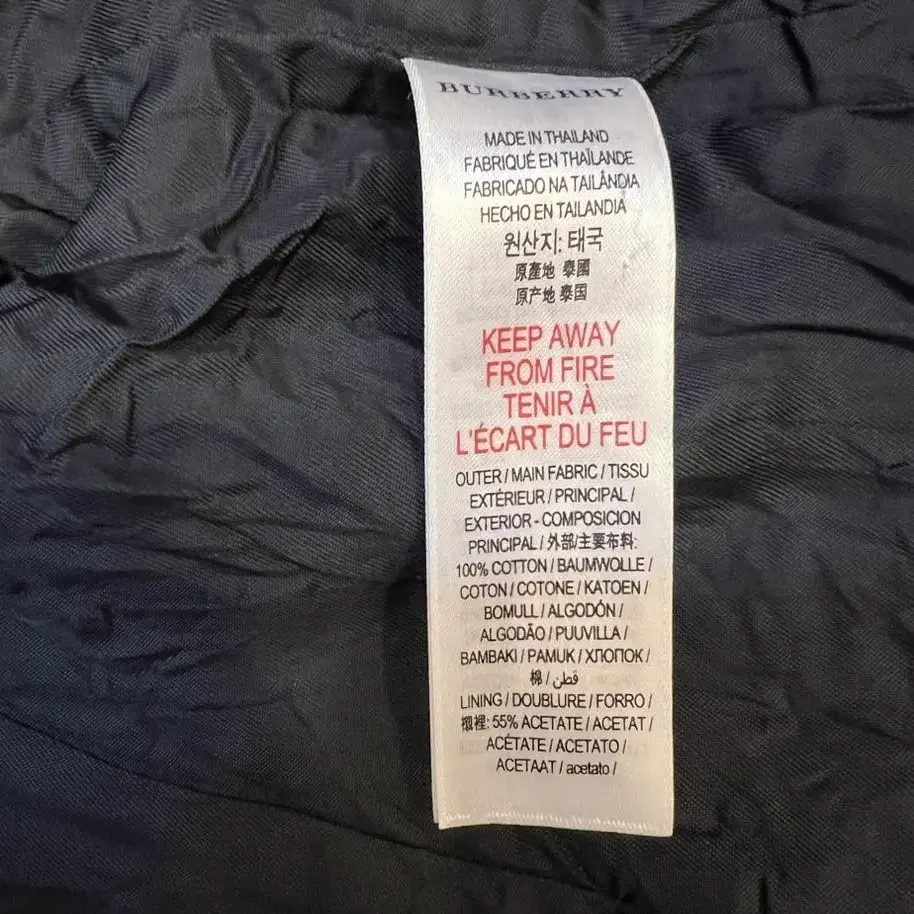 BURBERRY
MADE IN THAILAND
FABRIQUÉ EN THAÏLANDE
FABRICADO NA TAILÂNDIA
HECHO EN TAILANDIA
원산지: 태국
原產地 泰國
原产地 泰国
KEEP AWAY
FROM FIRE
TENIR À
L'ÉCART DU FEU
OUTER / MAIN FABRIC / TISSU
EXTÉRIEUR / PRINCIPAL /
EXTERIOR - COMPOSICION
PRINCIPAL / 外部/主要布料:
100% COTTON / BAUMWOLLE /
COTON / COTONE / KATOEN /
BOMULL / ALGODÓN /
ALGODÃO / PUUVILLA /
BAMBAKI / PAMUK / ХЛОПОК /
棉 / قطن
LINING / DOUBLURE / FORRO /
襯裡: 55% ACETATE / ACETAT /
ACÉTATE / ACETATO /
ACETAAT / acetato /